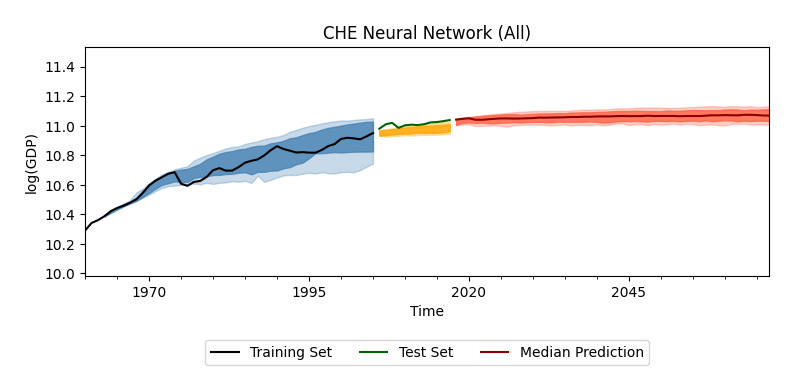 CHE Neural Network (All)
11.4
11.2
11.0
10.8
10.6
10.4
10.2
10.0
log(GDP)
1970 1995 2020 2045
Time
Training Set Test Set Median Prediction